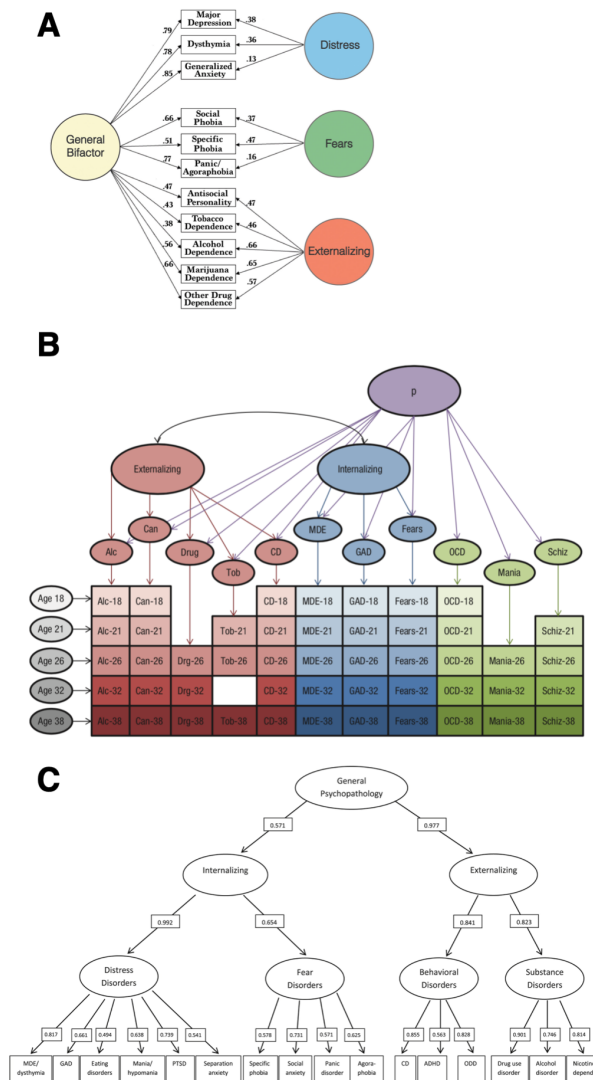 A
Major
Depression
Dysthymia
Generalized
Anxiety
.79
.78
.85
.38
.36
.13
Distress
General
Bifactor
Social
Phobia
Specific
Phobia
Panic/
Agoraphobia
.66
.51
.77
.37
.47
.16
Fears
Antisocial
Personality
Tobacco
Dependence
Alcohol
Dependence
Marijuana
Dependence
Other Drug
Dependence
.47
.43
.38
.56
.66
.47
.46
.66
.65
.57
Externalizing
B
p
Externalizing
Internalizing
Can
MDE
Fears
Alc
Drug
CD
GAD
OCD
Schiz
Tob
Mania
Age 18
Alc-18
Can-18
CD-18
MDE-18
GAD-18
Fears-18
OCD-18
Age 21
Alc-21
Can-21
Tob-21
CD-21
MDE-21
GAD-21
Fears-21
OCD-21
Schiz-21
Age 26
Alc-26
Can-26
Drg-26
Tob-26
CD-26
MDE-26
GAD-26
Fears-26
OCD-26
Mania-26
Schiz-26
Age 32
Alc-32
Can-32
Drg-32
CD-32
MDE-32
GAD-32
Fears-32
OCD-32
Mania-32
Schiz-32
Age 38
Alc-38
Can-38
Drg-38
Tob-38
CD-38
MDE-38
GAD-38
Fears-38
OCD-38
Mania-38
Schiz-38
C
General
Psychopathology
0.571
0.977
Internalizing
Externalizing
0.992
0.654
0.841
0.823
Distress
Disorders
Fear
Disorders
Behavioral
Disorders
Substance
Disorders
0.817
0.661
0.494
0.638
0.739
0.541
0.578
0.731
0.571
0.625
0.855
0.563
0.828
0.901
0.746
0.814
MDE/
dysthymia
GAD
Eating
disorders
Mania/
hypomania
PTSD
Separation
anxiety
Specific
phobia
Social
anxiety
Panic
disorder
Agora-
phobia
CD
ADHD
ODD
Drug use
disorder
Alcohol
disorder
Nicotin
depend